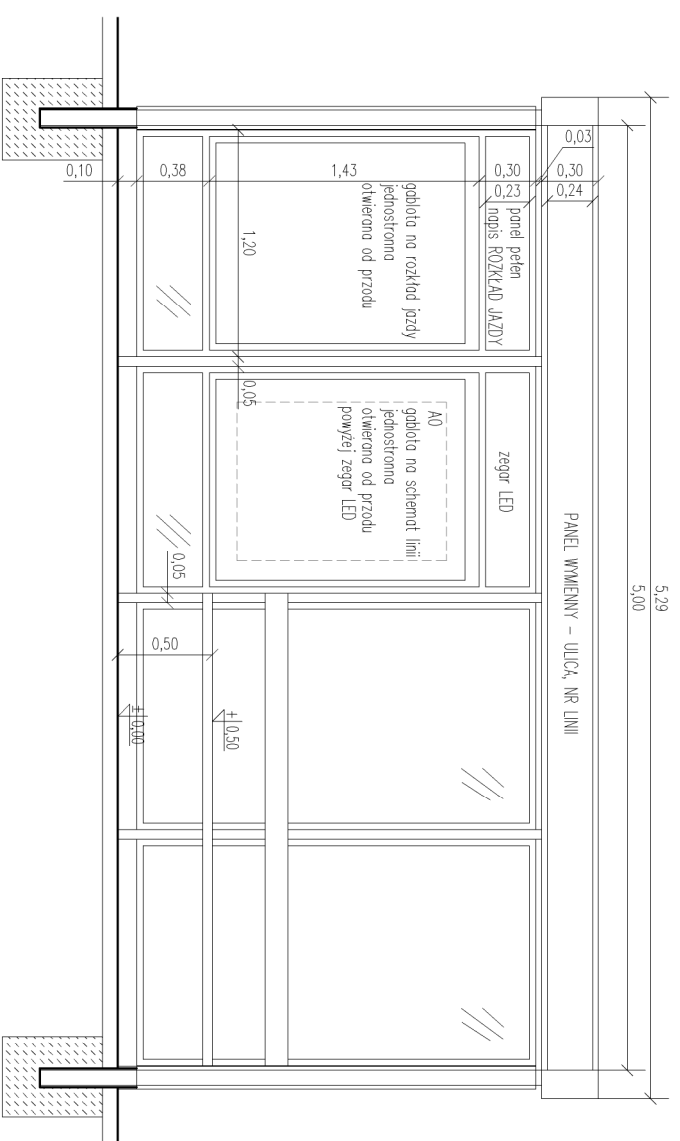 5,29
5,00
PANEL WYMIENNY – ULICA, NR LINII
0,03
0,30
0,24
0,30
0,23
1,43
0,38
0,10
panel pełen
napis ROZKŁAD JAZDY
zegar LED
gablota na rozkład jazdy
jednostronna
otwierana od przodu
A0
gablota na schemat linii
jednostronna
otwierana od przodu
powyżej zegar LED
1,20
0,05
0,05
0,50
± 0,50
± 0,00